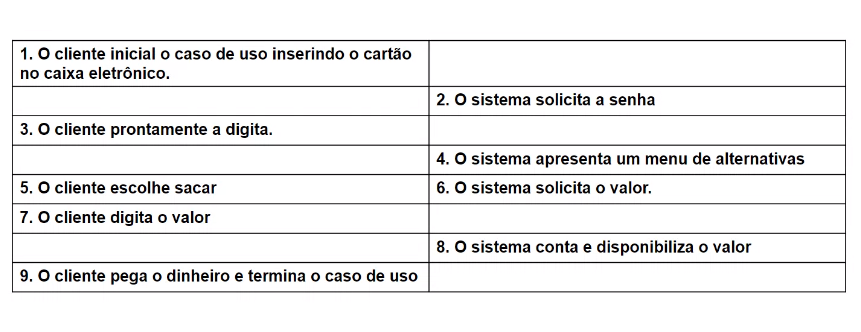 1. O cliente inicial o caso de uso inserindo o cartão
no caixa eletrônico.
2. O sistema solicita a senha
3. O cliente prontamente a digita.
4. O sistema apresenta um menu de alternativas
5. O cliente escolhe sacar
6. O sistema solicita o valor.
7. O cliente digita o valor
8. O sistema conta e disponibiliza o valor
9. O cliente pega o dinheiro e termina o caso de uso